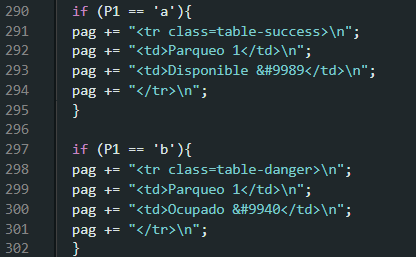 290 if (P1 == 'a'){
291 pag += "<tr class=table-success>\n";
292 pag += "<td>Parqueo 1</td>\n";
293 pag += "<td>Disponible &#9989</td>\n";
294 pag += "</tr>\n";
295 }
296
297 if (P1 == 'b'){
298 pag += "<tr class=table-danger>\n";
299 pag += "<td>Parqueo 1</td>\n";
300 pag += "<td>Ocupado &#9940</td>\n";
301 pag += "</tr>\n";
302 }